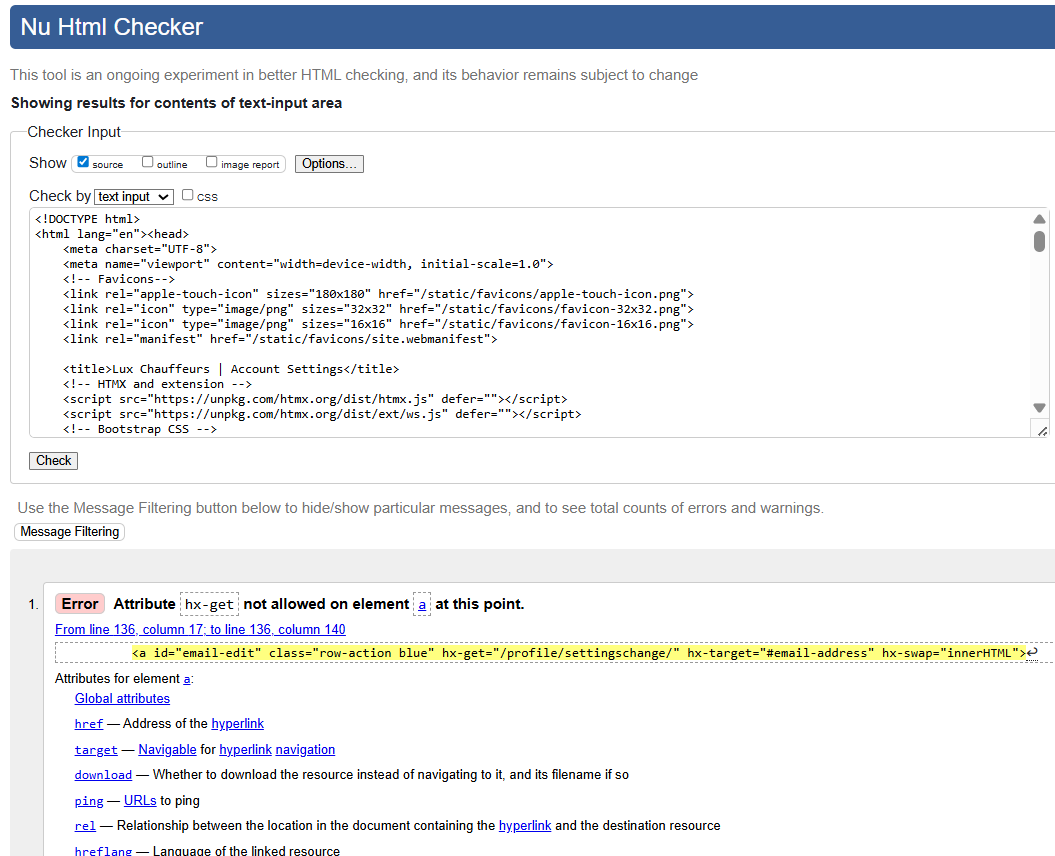 Nu Html Checker
This tool is an ongoing experiment in better HTML checking, and its behavior remains subject to change
Showing results for contents of text-input area
Checker Input
Show source outline image report Options...
Check by text input css
<!DOCTYPE html>
<html lang="en"><head>
    <meta charset="UTF-8">
    <meta name="viewport" content="width=device-width, initial-scale=1.0">
    <!-- Favicons-->
    <link rel="apple-touch-icon" sizes="180x180" href="/static/favicons/apple-touch-icon.png">
    <link rel="icon" type="image/png" sizes="32x32" href="/static/favicons/favicon-32x32.png">
    <link rel="icon" type="image/png" sizes="16x16" href="/static/favicons/favicon-16x16.png">
    <link rel="manifest" href="/static/favicons/site.webmanifest">
    <title>Lux Chauffeurs | Account Settings</title>
    <!-- HTMX and extension -->
    <script src="https://unpkg.com/htmx.org/dist/htmx.js" defer=""></script>
    <script src="https://unpkg.com/htmx.org/dist/ext/ws.js" defer=""></script>
    <!-- Bootstrap CSS -->
Check
Use the Message Filtering button below to hide/show particular messages, and to see total counts of errors and warnings.
Message Filtering
1. Error Attribute hx-get not allowed on element a at this point.
From line 136, column 17; to line 136, column 140
<a id="email-edit" class="row-action blue" hx-get="/profile/settingschange/" hx-target="#email-address" hx-swap="innerHTML">↩
Attributes for element a:
Global attributes
href — Address of the hyperlink
target — Navigable for hyperlink navigation
download — Whether to download the resource instead of navigating to it, and its filename if so
ping — URLs to ping
rel — Relationship between the location in the document containing the hyperlink and the destination resource
hreflang — Language of the linked resource